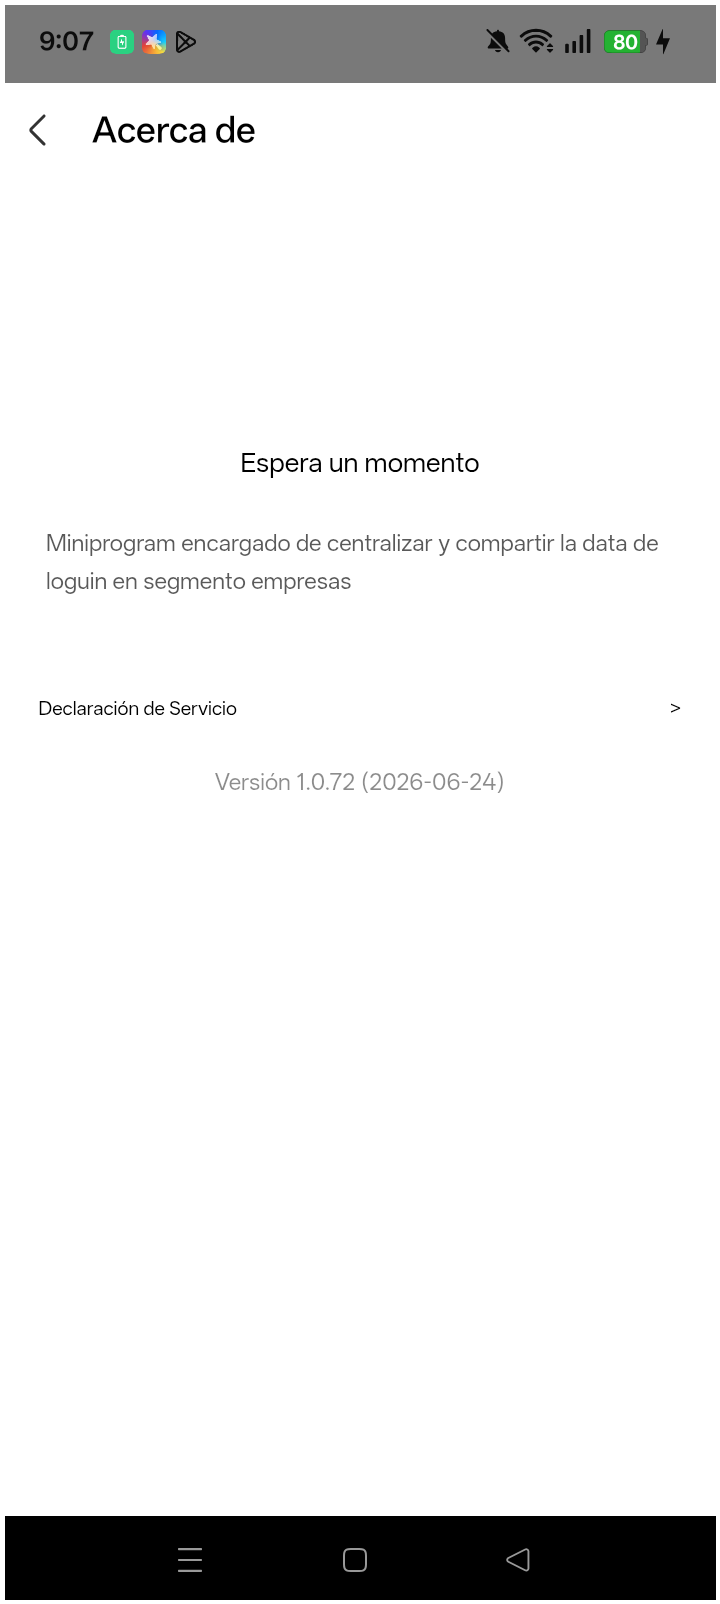 9:07
80
Acerca de
Espera un momento
Miniprogram encargado de centralizar y compartir la data de
loguin en segmento empresas
Declaración de Servicio >
Versión 1.0.72 (2026-06-24)